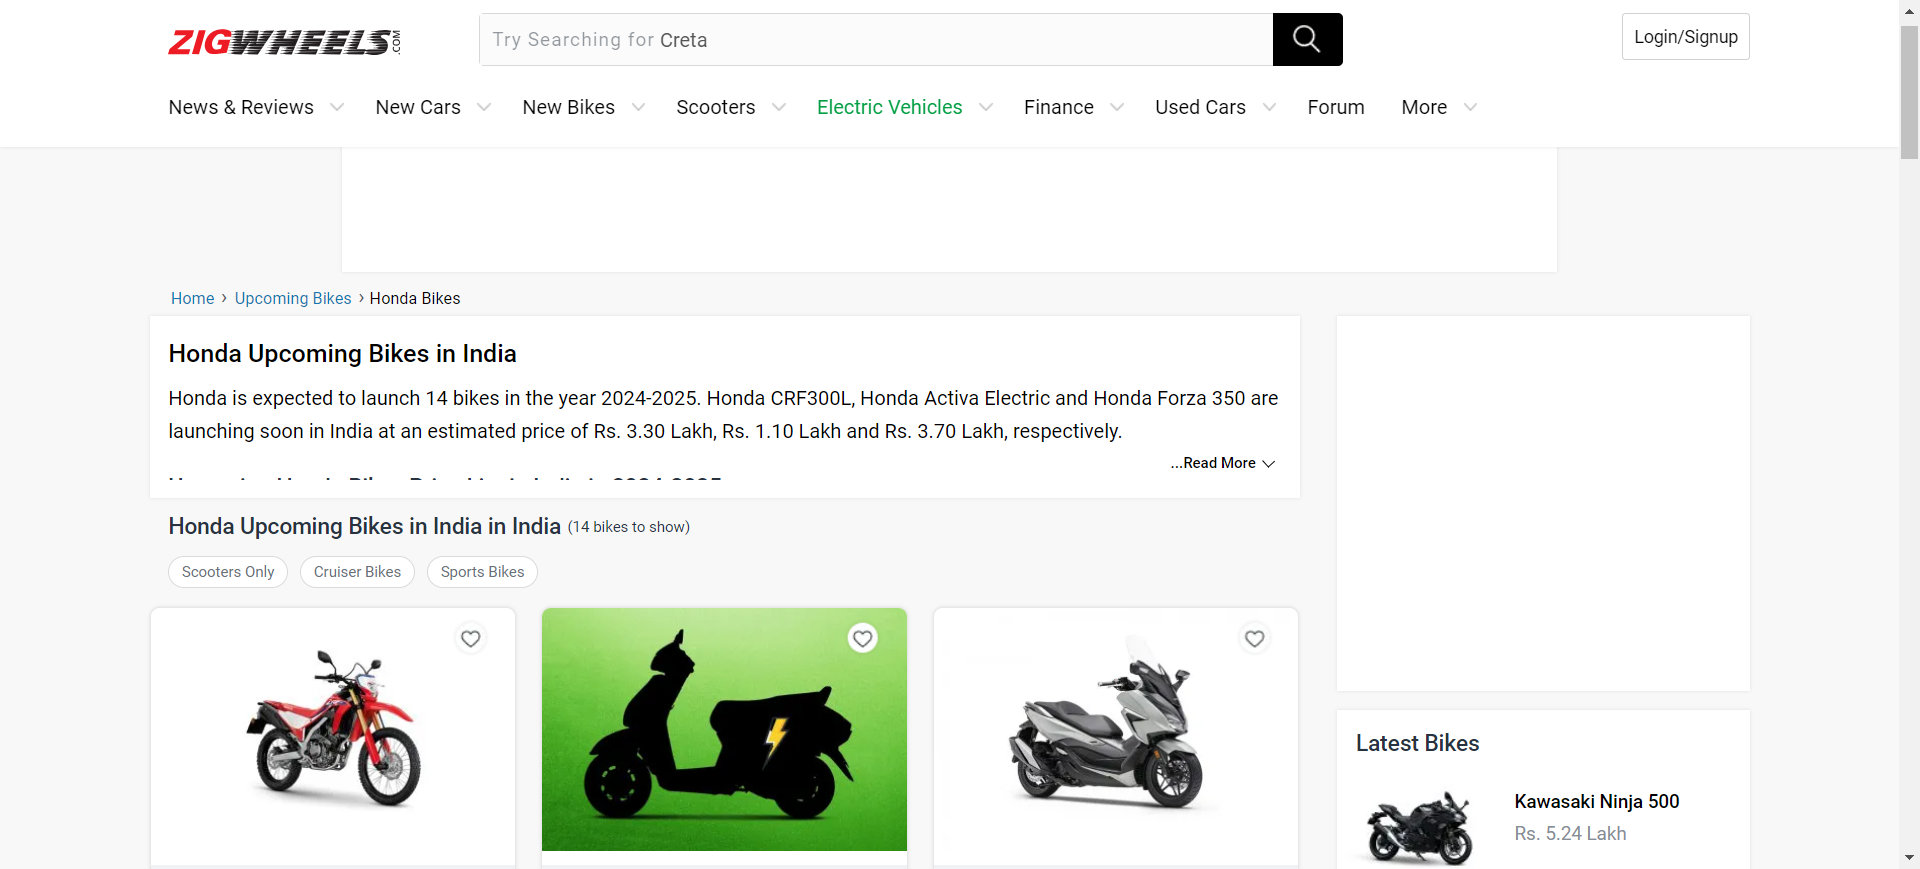 ZIGWHEELS.COM
Try Searching for Creta
Login/Signup
News & Reviews
New Cars
New Bikes
Scooters
Electric Vehicles
Finance
Used Cars
Forum
More
Home › Upcoming Bikes › Honda Bikes
Honda Upcoming Bikes in India
Honda is expected to launch 14 bikes in the year 2024-2025. Honda CRF300L, Honda Activa Electric and Honda Forza 350 are
launching soon in India at an estimated price of Rs. 3.30 Lakh, Rs. 1.10 Lakh and Rs. 3.70 Lakh, respectively.
...Read More
Honda Upcoming Bikes in India in India (14 bikes to show)
Scooters Only
Cruiser Bikes
Sports Bikes
Latest Bikes
Kawasaki Ninja 500
Rs. 5.24 Lakh